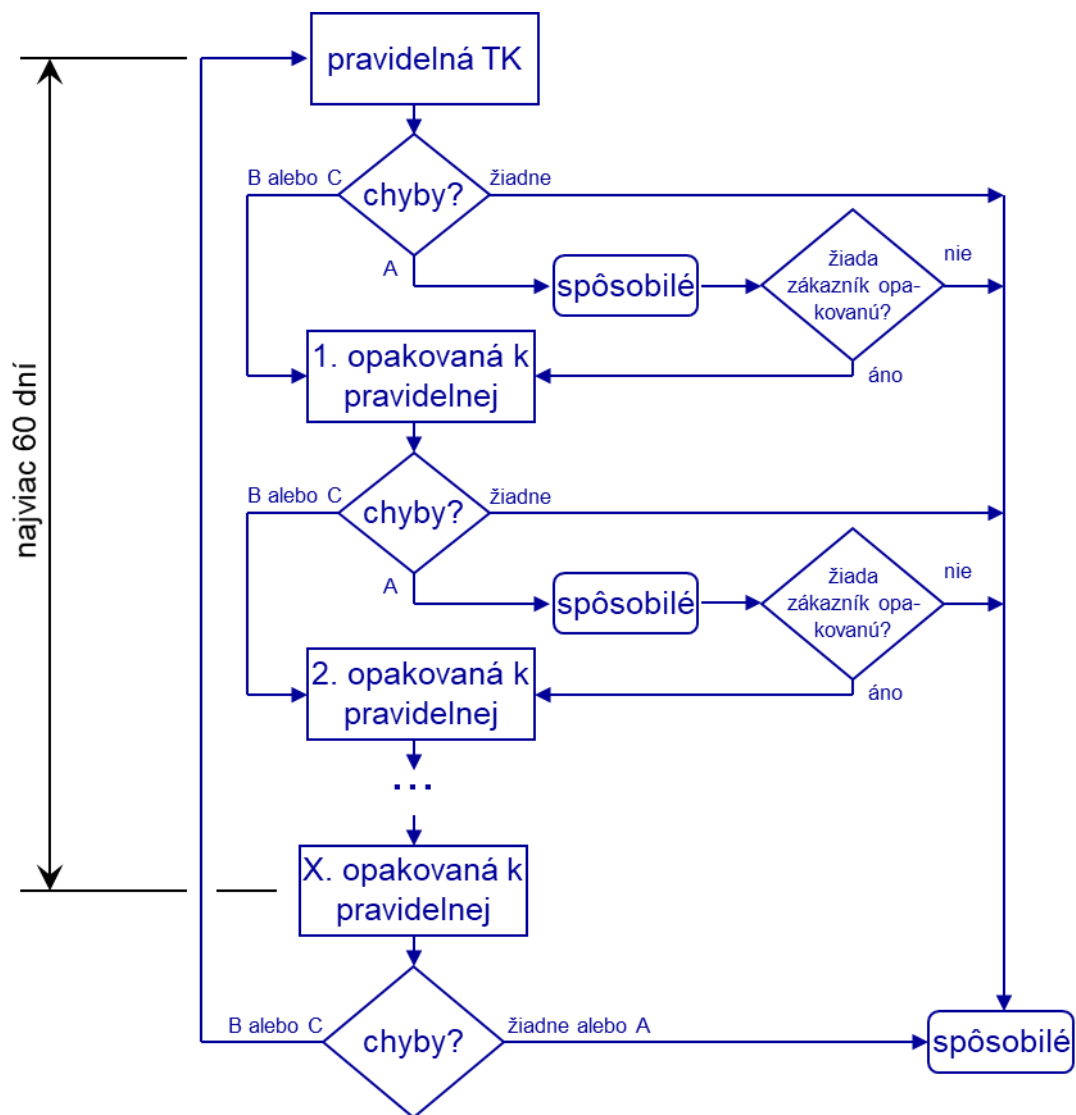 pravidelná TK
B alebo C
chyby?
žiadne
A
spôsobilé
žiada
zákazník opa-
kovanú?
nie
áno
1. opakovaná k
pravidelnej
najviac 60 dní
B alebo C
chyby?
žiadne
A
spôsobilé
žiada
zákazník opa-
kovanú?
nie
áno
2. opakovaná k
pravidelnej
...
X. opakovaná k
pravidelnej
B alebo C
chyby?
žiadne alebo A
spôsobilé